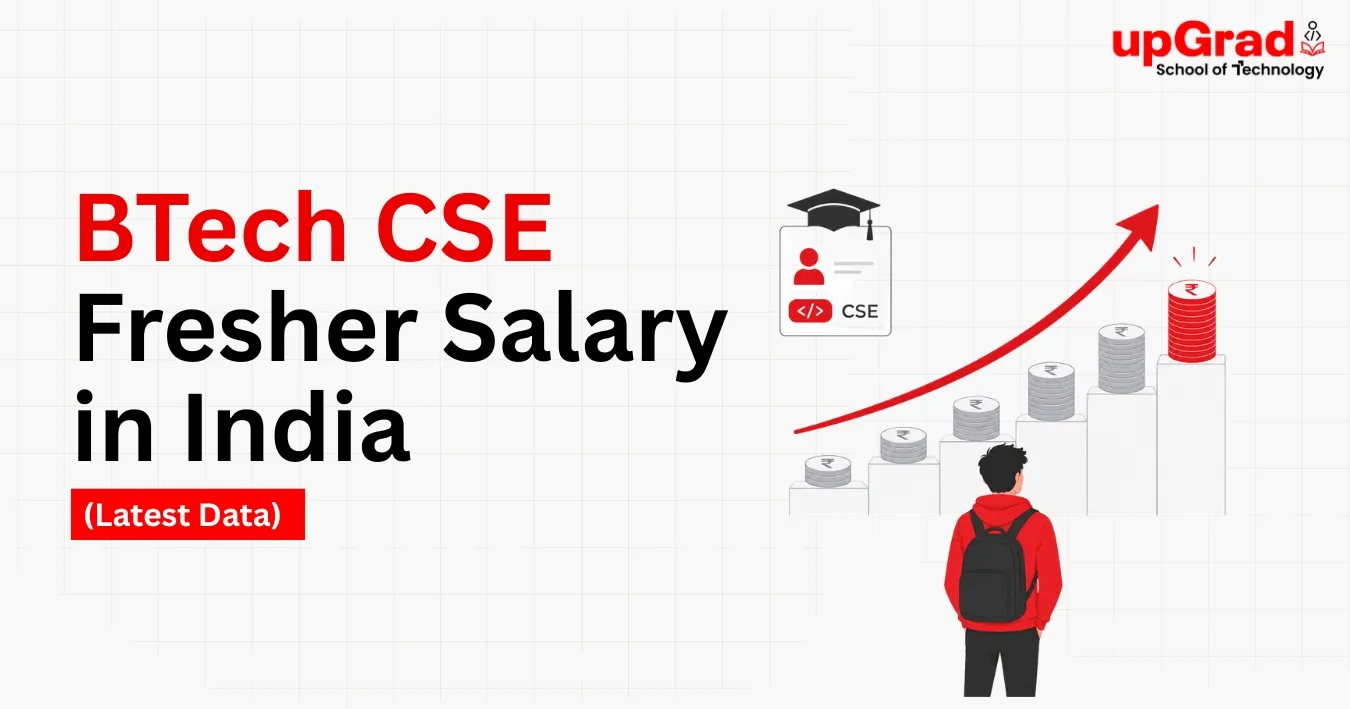 upGrad
School of Technology
BTech CSE
Fresher Salary
in India
(Latest Data)
</> CSE
₹
₹
₹
₹
₹
₹